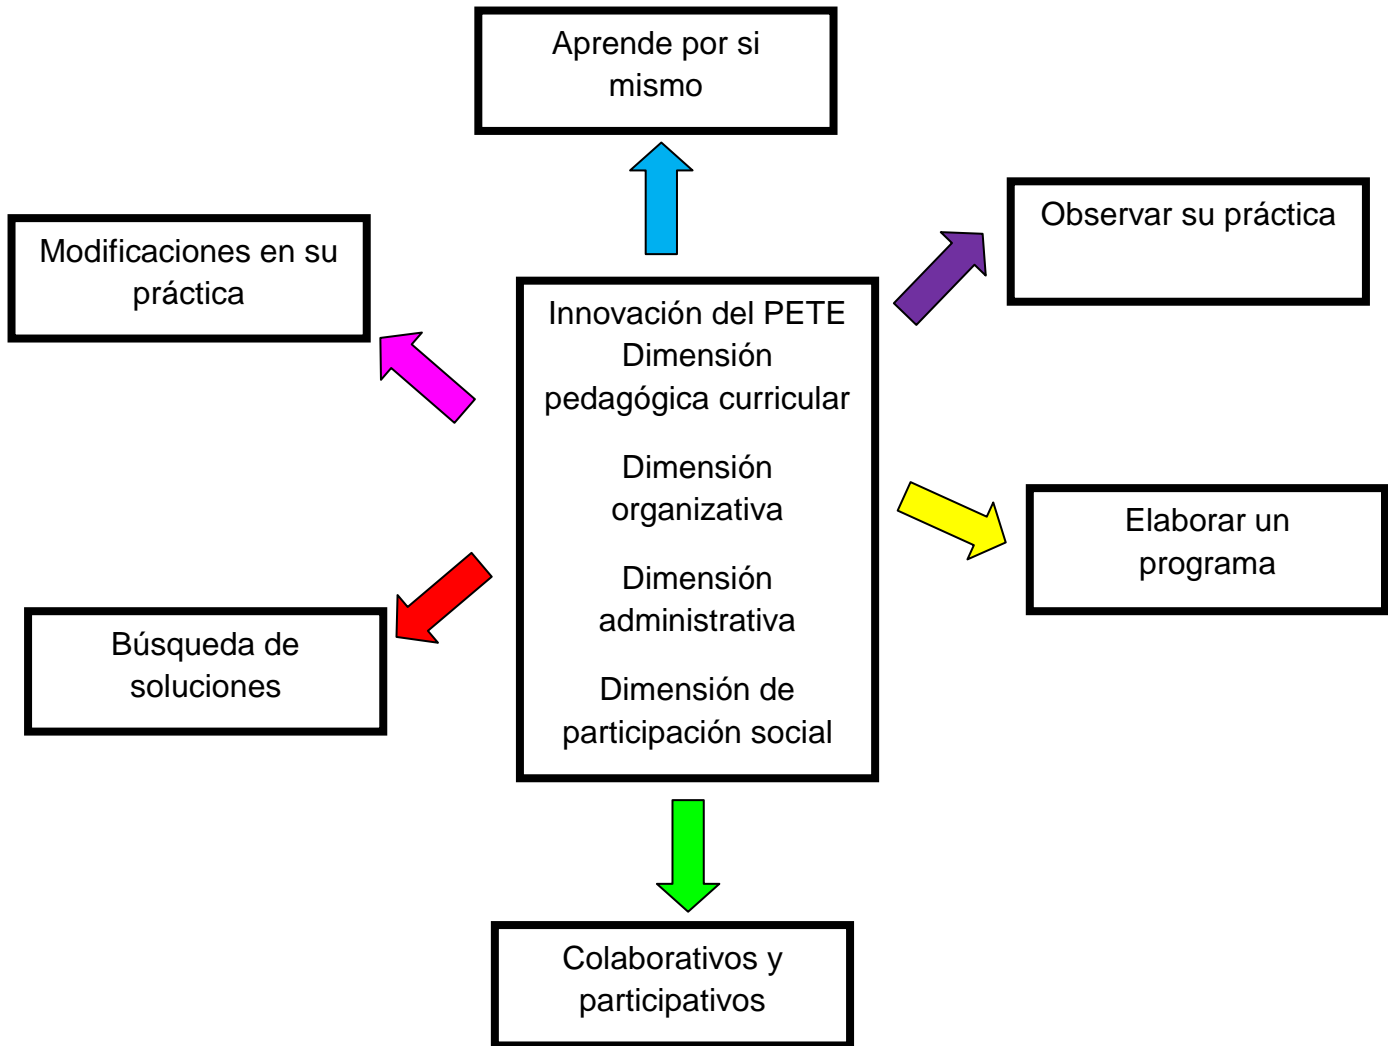 Aprende por si
mismo
Observar su práctica
Modificaciones en su
práctica
Innovación del PETE
Dimensión
pedagógica curricular
Dimensión
organizativa
Dimensión
administrativa
Dimensión de
participación social
Elaborar un
programa
Búsqueda de
soluciones
Colaborativos y
participativos